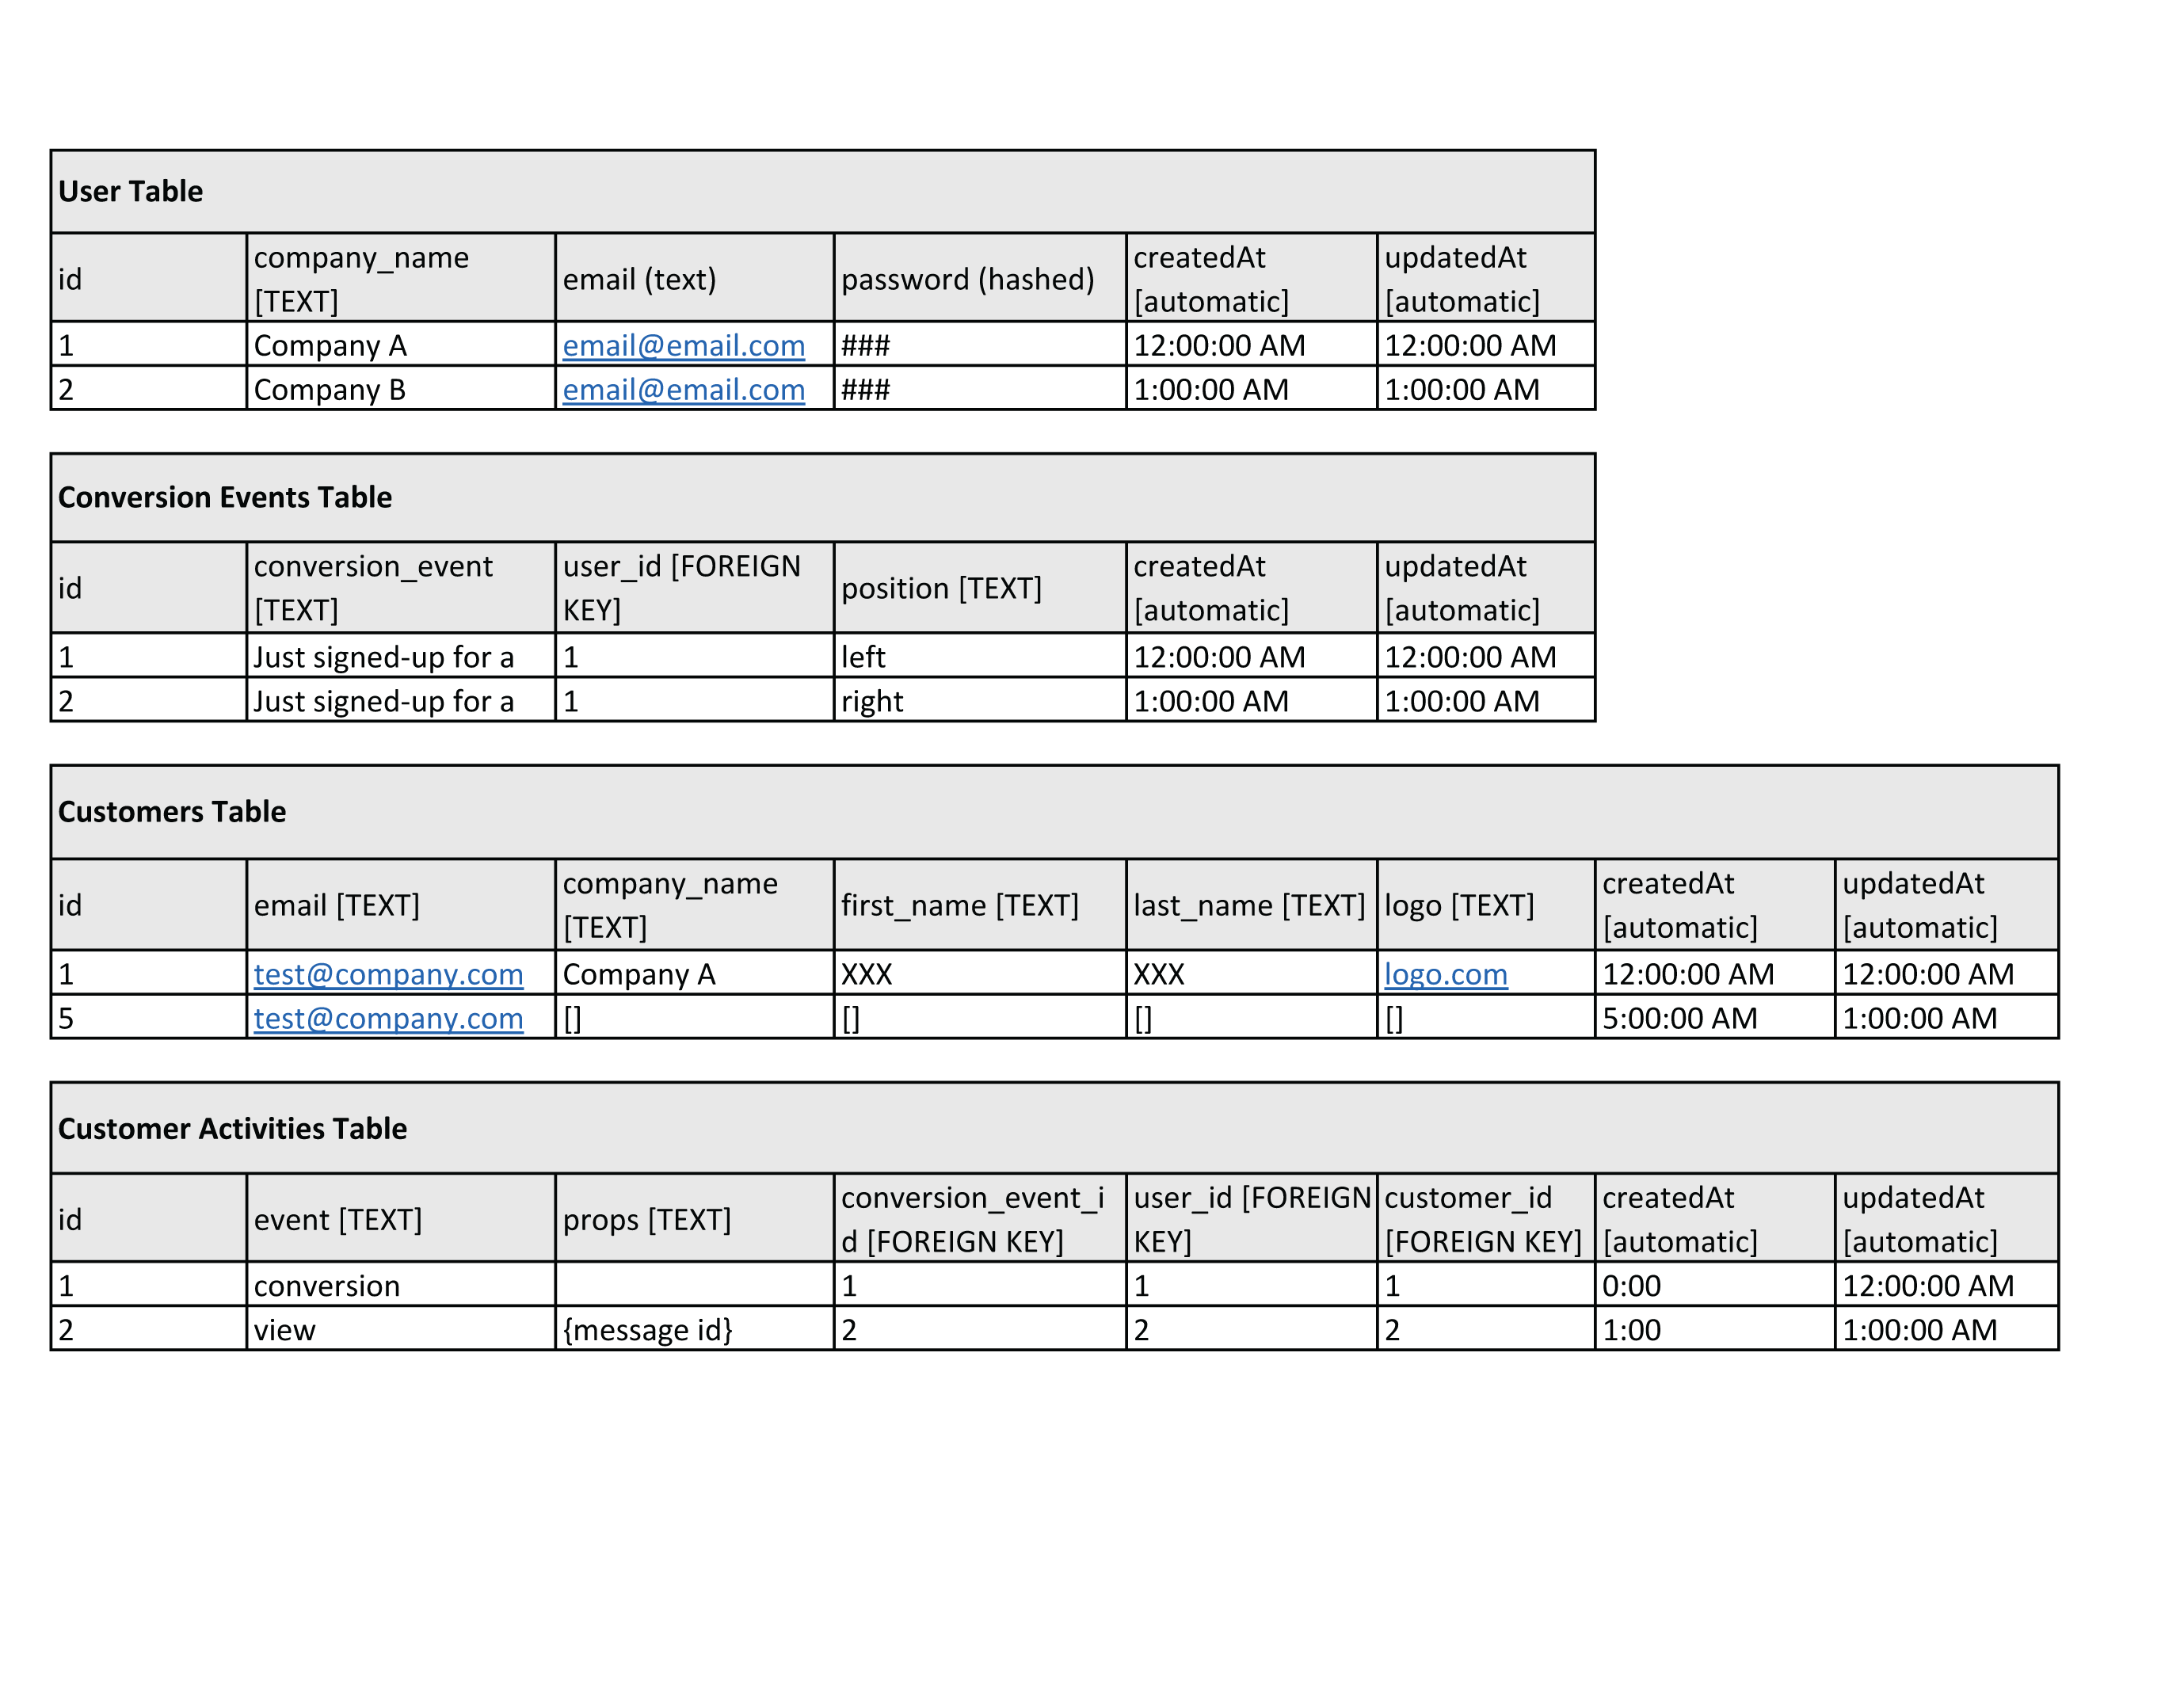 User Table
id company_name [TEXT] email (text) password (hashed) createdAt [automatic] updatedAt [automatic]
1 Company A email@email.com ### 12:00:00 AM 12:00:00 AM
2 Company B email@email.com ### 1:00:00 AM 1:00:00 AM
Conversion Events Table
id conversion_event [TEXT] user_id [FOREIGN KEY] position [TEXT] createdAt [automatic] updatedAt [automatic]
1 Just signed-up for a 1 left 12:00:00 AM 12:00:00 AM
2 Just signed-up for a 1 right 1:00:00 AM 1:00:00 AM
Customers Table
id email [TEXT] company_name [TEXT] first_name [TEXT] last_name [TEXT] logo [TEXT] createdAt [automatic] updatedAt [automatic]
1 test@company.com Company A XXX XXX logo.com 12:00:00 AM 12:00:00 AM
5 test@company.com [] [] [] [] 5:00:00 AM 1:00:00 AM
Customer Activities Table
id event [TEXT] props [TEXT] conversion_event_id [FOREIGN KEY] user_id [FOREIGN KEY] customer_id [FOREIGN KEY] createdAt [automatic] updatedAt [automatic]
1 conversion 1 1 1 0:00 12:00:00 AM
2 view {message id} 2 2 2 1:00 1:00:00 AM